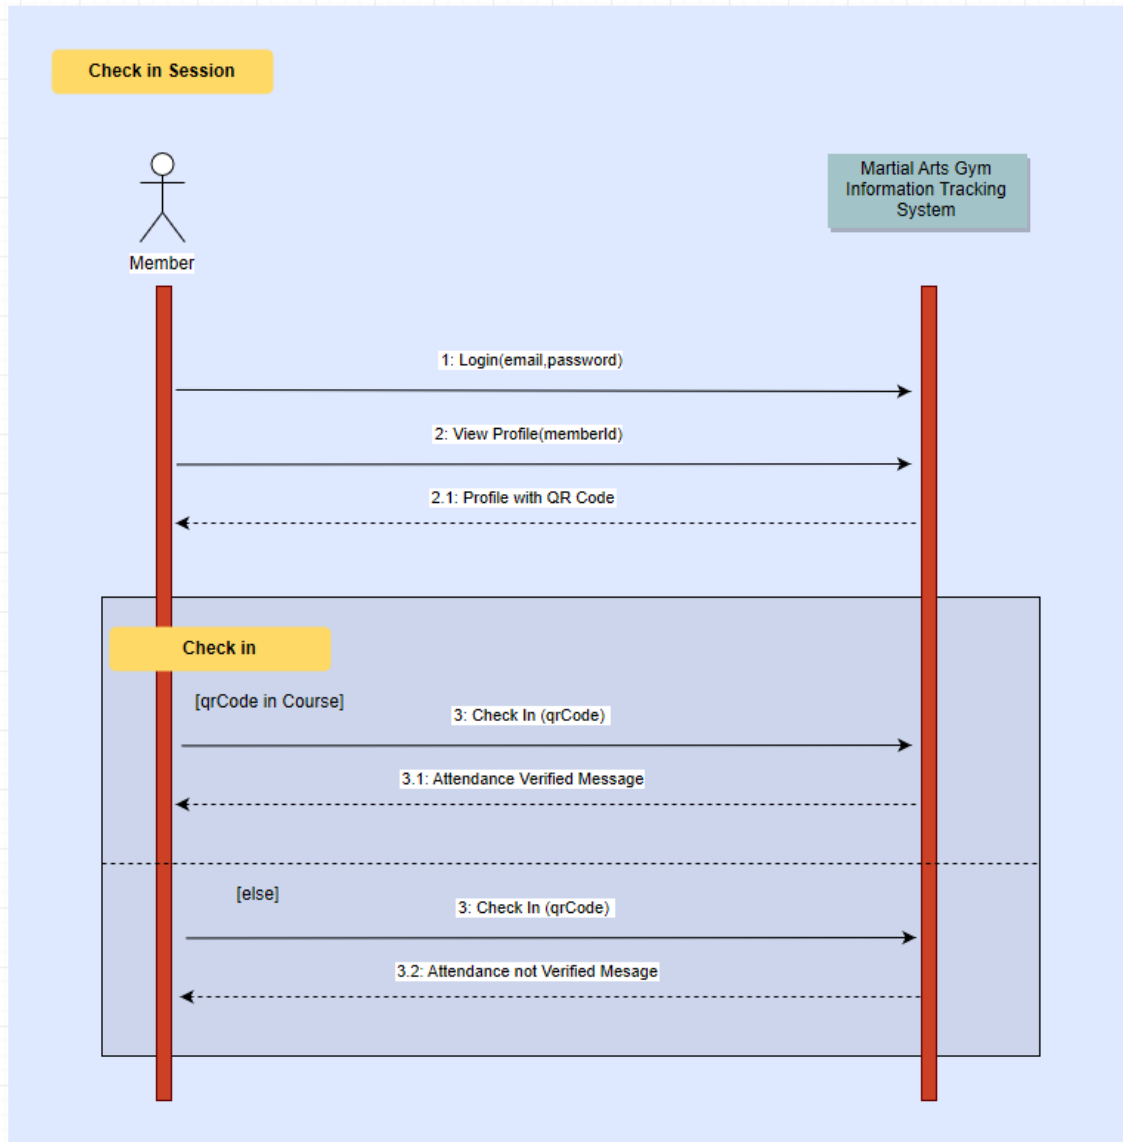 Check in Session
Martial Arts Gym
Information Tracking
System
Member
1: Login(email,password)
2: View Profile(memberId)
2.1: Profile with QR Code
Check in
[qrCode in Course]
3: Check In (qrCode)
3.1: Attendance Verified Message
[else]
3: Check In (qrCode)
3.2: Attendance not Verified Mesage